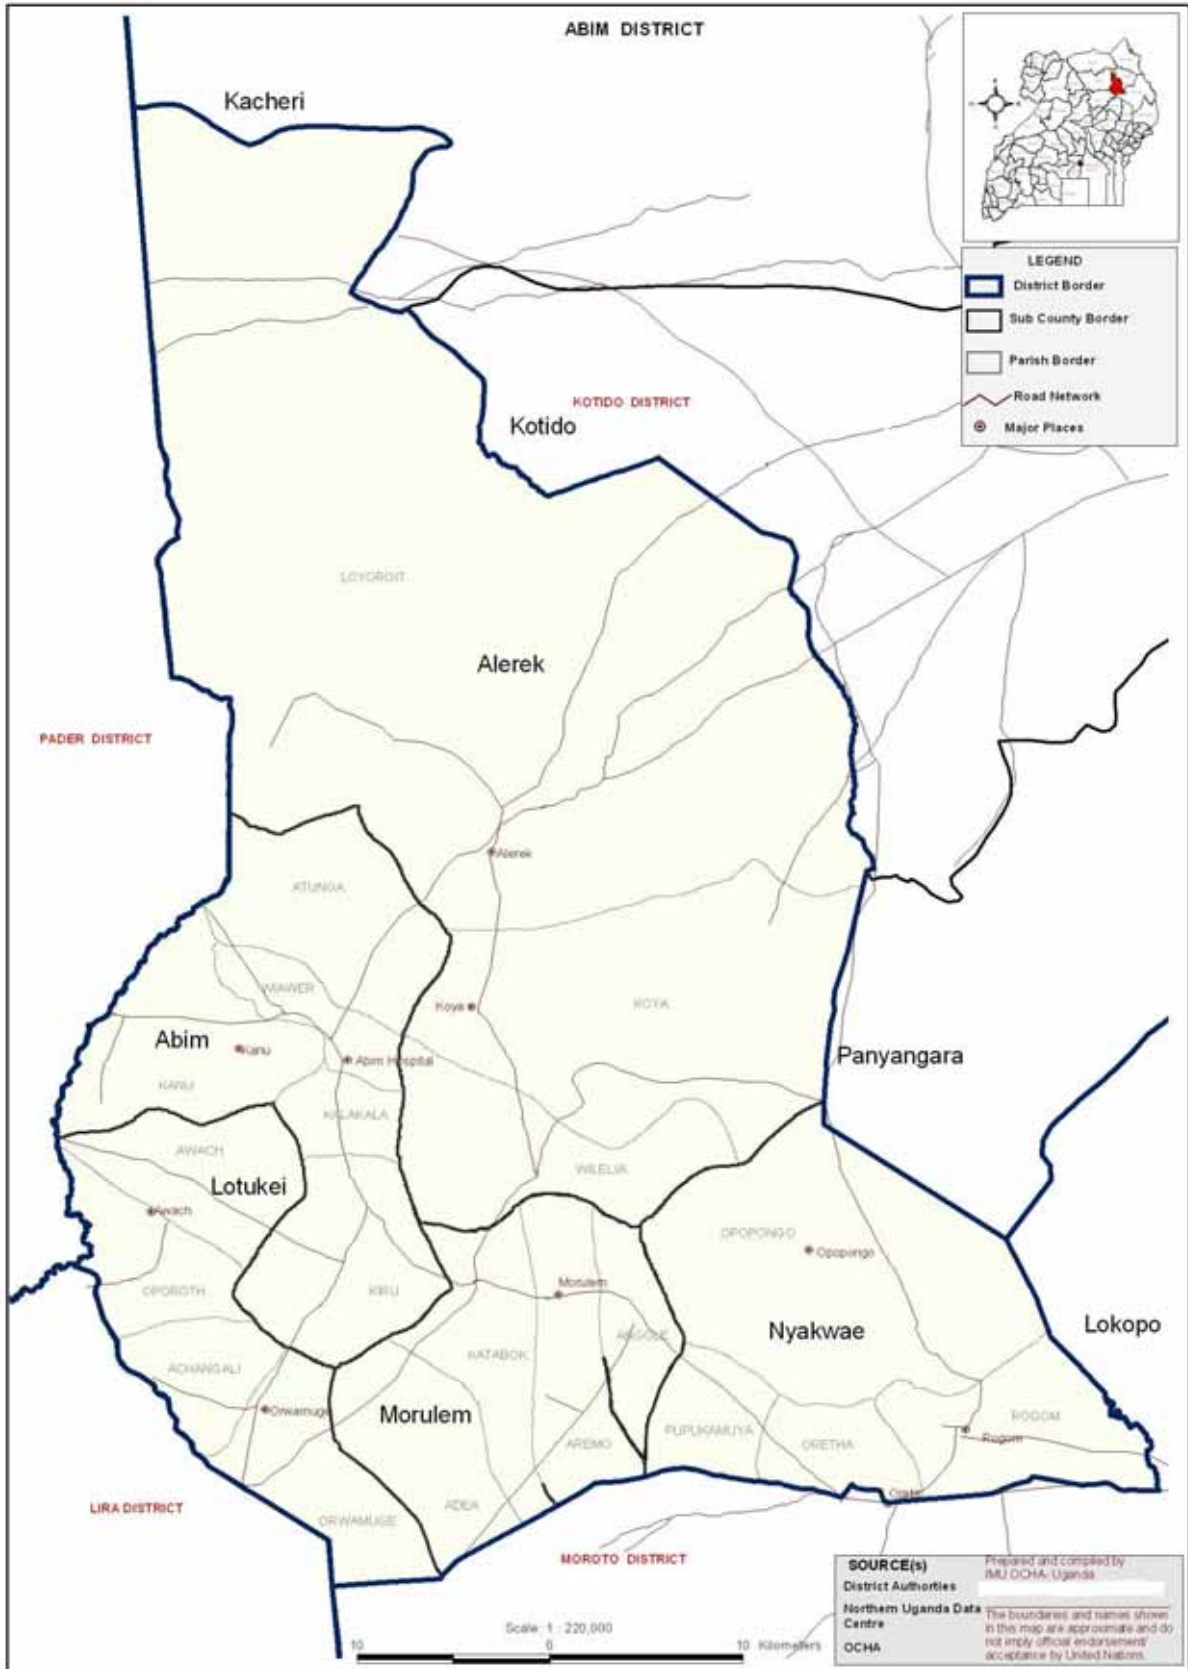 ABIM DISTRICT
Kacheri
LEGEND
District Border
Sub County Border
Parish Border
Road Network
Major Places
KOTIDO DISTRICT
Kotido
LOYOROIT
Alerek
PADER DISTRICT
Alerek
ATUNGA
WIAWER
Koya
KOYA
Abim
Kanu
Abim Hospital
Panyangara
KANU
KALAKALA
AWACH
WILELA
Lotukei
Awach
OPOPONGO
Opopongo
OPOROTH
KIRU
Morulem
Nyakwae
Lokopo
ANGOLE
KATABOK
ACHANGALI
Orwamuge
Morulem
PUPUKAMUYA
ORETHA
ROGOM
Rogom
AREMO
ADEA
LIRA DISTRICT
ORWAMUGE
MOROTO DISTRICT
SOURCE(s)
District Authorties
Northern Uganda Data
Centre
OCHA
Prepared and compiled by
IMU OCHA- Uganda
The boundaries and names shown
in this map are approximate and do
not imply official endorsement/
acceptance by United Nations.
Scale 1 : 220,000
10 0 10 Kilometers